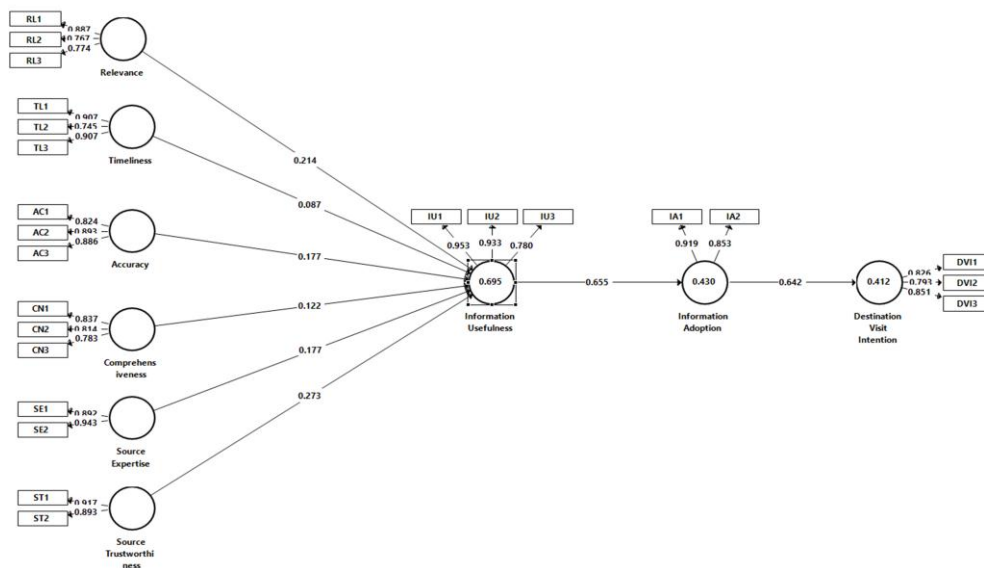 RL1
RL2
RL3
0.887
0.767
0.774
Relevance
TL1
TL2
TL3
0.907
0.745
0.907
Timeliness
AC1
AC2
AC3
0.824
0.893
0.886
Accuracy
CN1
CN2
CN3
0.837
0.814
0.783
Comprehens
iveness
SE1
SE2
0.892
0.943
Source
Expertise
ST1
ST2
0.917
0.893
Source
Trustworthi
ness
0.214
0.087
0.177
0.122
0.177
0.273
IU1
IU2
IU3
0.953
0.933
0.780
0.695
Information
Usefulness
0.655
IA1
IA2
0.919
0.853
0.430
Information
Adoption
0.642
0.412
Destination
Visit
Intention
0.826
0.793
0.851
DVI1
DVI2
DVI3